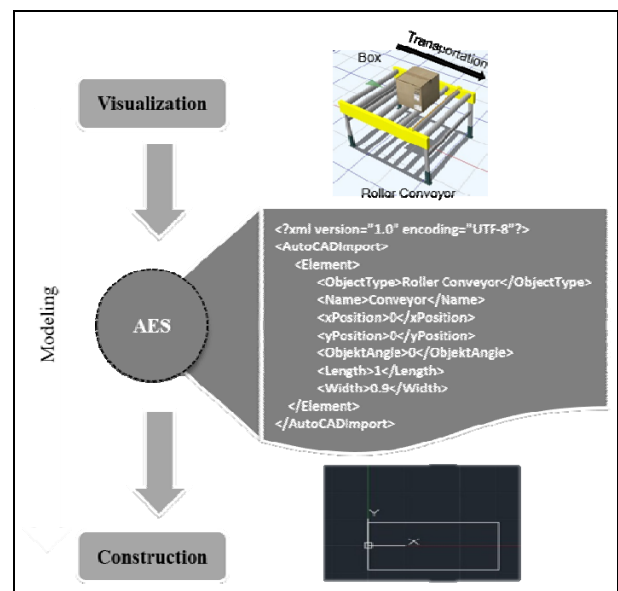 Transportation
Box
Visualization
Rollar Conveyor
<?xml version="1.0" encoding="UTF-8"?>
<AutoCADImport>
<Element>
<ObjectType>Roller Conveyor</ObjectType>
<Name>Conveyor</Name>
<xPosition>0</xPosition>
<yPosition>0</yPosition>
<ObjektAngle>0</ObjektAngle>
<Length>1</Length>
<Width>0.9</Width>
</Element>
</AutoCADImport>
Modeling
AES
Y
X
Construction